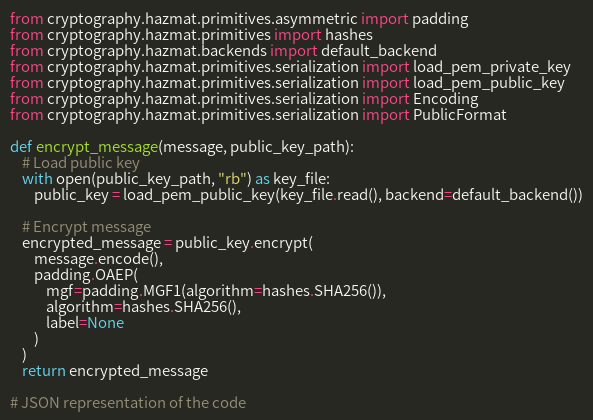 from cryptography.hazmat.primitives.asymmetric import padding
from cryptography.hazmat.primitives import hashes
from cryptography.hazmat.backends import default_backend
from cryptography.hazmat.primitives.serialization import load_pem_private_key
from cryptography.hazmat.primitives.serialization import load_pem_public_key
from cryptography.hazmat.primitives.serialization import Encoding
from cryptography.hazmat.primitives.serialization import PublicFormat

def encrypt_message(message, public_key_path):
    # Load public key
    with open(public_key_path, "rb") as key_file:
        public_key = load_pem_public_key(key_file.read(), backend=default_backend())

    # Encrypt message
    encrypted_message = public_key.encrypt(
        message.encode(),
        padding.OAEP(
            mgf=padding.MGF1(algorithm=hashes.SHA256()),
            algorithm=hashes.SHA256(),
            label=None
        )
    )
    return encrypted_message

# JSON representation of the code